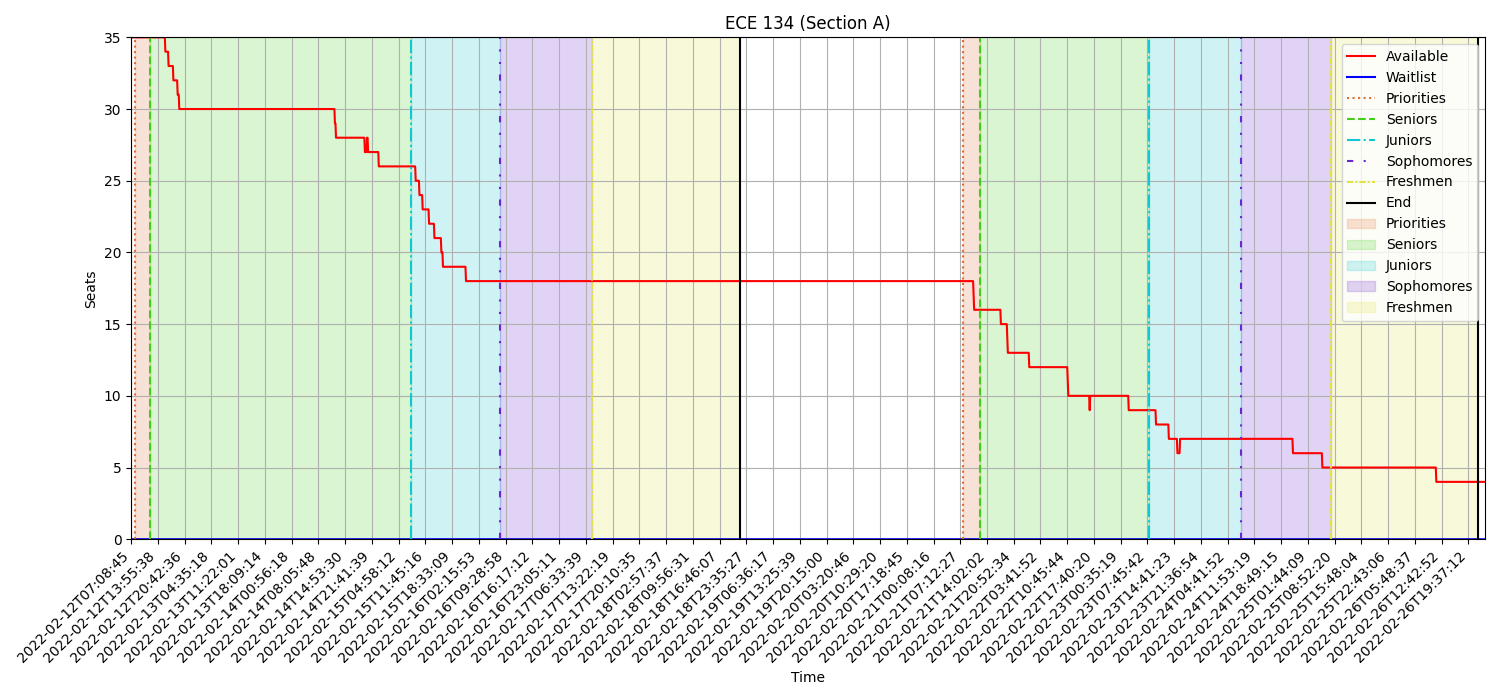 ECE 134 (Section A)
35
30
25
20
15
10
5
0
Seats
Available
Waitlist
Priorities
Seniors
Juniors
Sophomores
Freshmen
End
Priorities
Seniors
Juniors
Sophomores
Freshmen
2022-02-12T07:08:45
2022-02-12T13:55:38
2022-02-12T20:42:36
2022-02-13T04:35:18
2022-02-13T11:22:01
2022-02-13T18:09:14
2022-02-14T00:56:18
2022-02-14T08:05:48
2022-02-14T14:53:30
2022-02-14T21:41:39
2022-02-15T04:58:12
2022-02-15T11:45:16
2022-02-15T18:33:09
2022-02-16T02:15:53
2022-02-16T09:28:58
2022-02-16T16:17:12
2022-02-16T23:05:11
2022-02-17T06:33:39
2022-02-17T13:22:19
2022-02-17T20:10:35
2022-02-18T02:57:37
2022-02-18T09:56:31
2022-02-18T16:46:07
2022-02-18T23:35:27
2022-02-19T06:36:17
2022-02-19T13:25:39
2022-02-19T20:15:00
2022-02-20T03:20:46
2022-02-20T10:29:20
2022-02-20T17:18:45
2022-02-21T00:08:16
2022-02-21T07:12:27
2022-02-21T14:02:02
2022-02-21T20:52:34
2022-02-22T03:41:52
2022-02-22T10:45:44
2022-02-22T17:40:20
2022-02-23T00:35:19
2022-02-23T07:45:42
2022-02-23T14:41:23
2022-02-23T21:36:54
2022-02-24T04:41:52
2022-02-24T11:53:19
2022-02-24T18:49:15
2022-02-25T01:44:09
2022-02-25T08:52:20
2022-02-25T15:48:04
2022-02-25T22:43:06
2022-02-26T05:48:37
2022-02-26T12:42:52
2022-02-26T19:37:12
Time